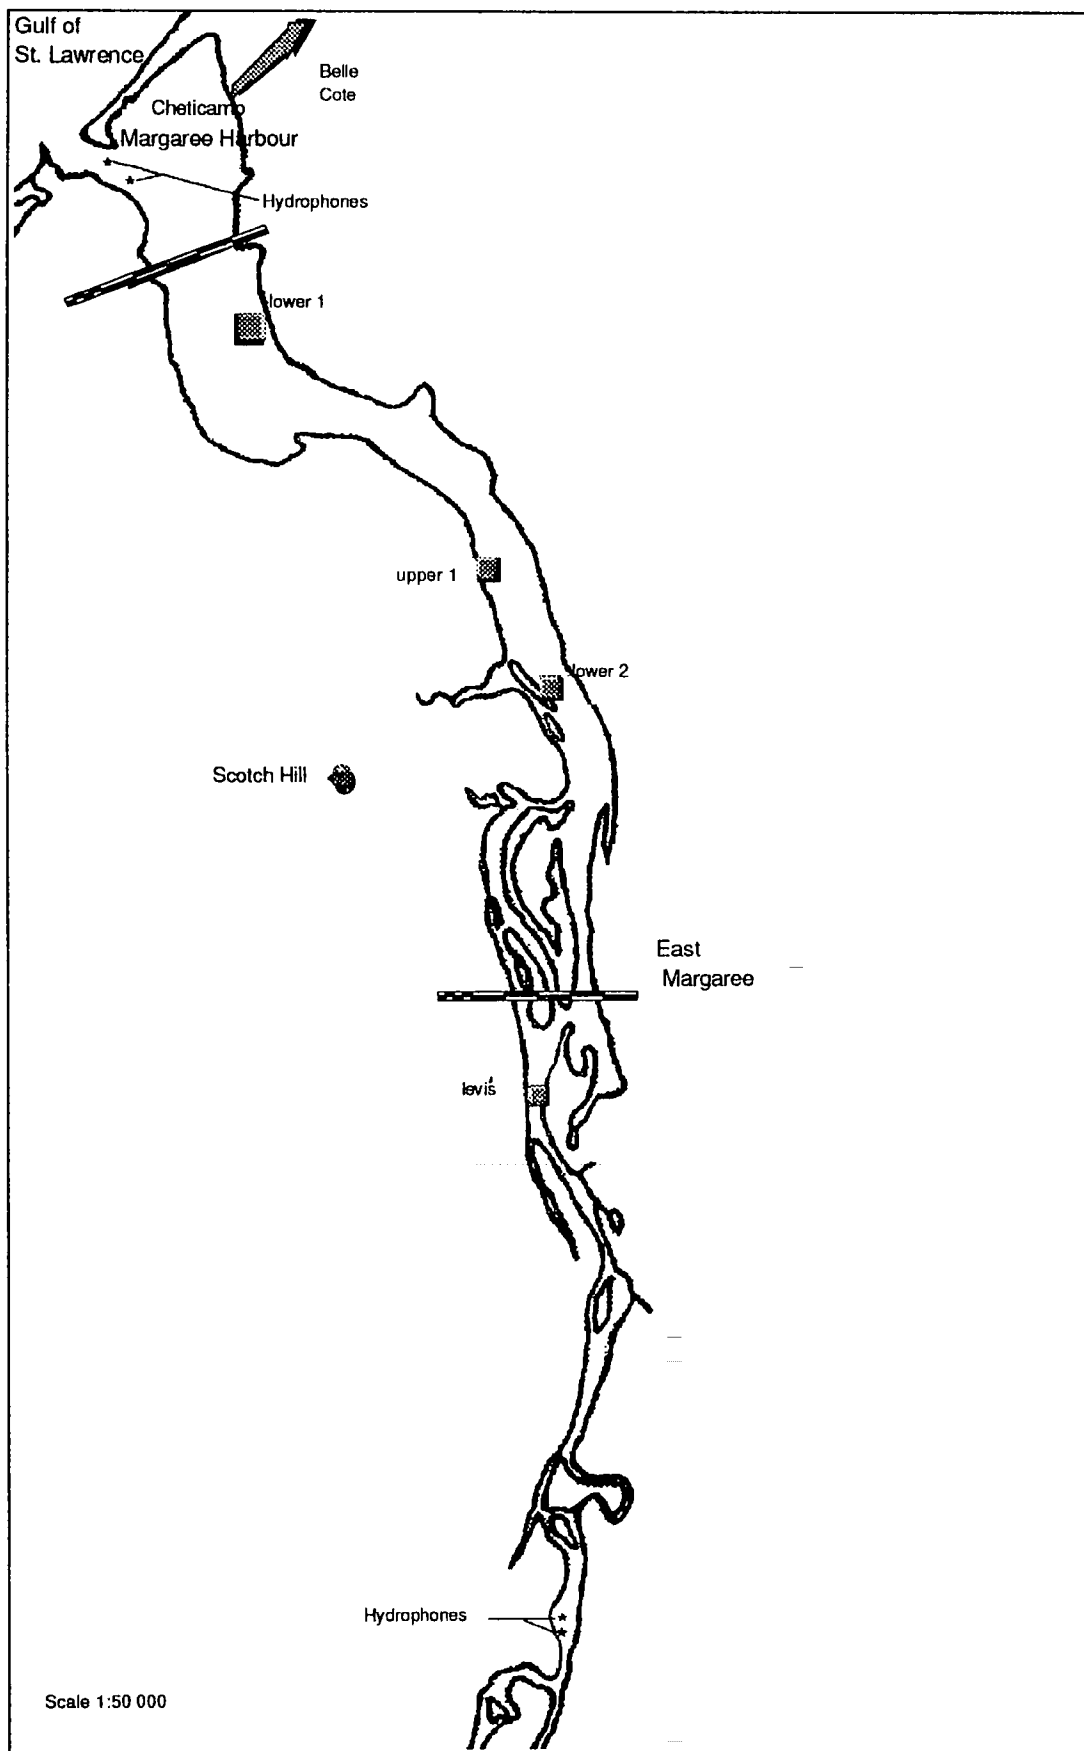 Gulf of
St. Lawrence
Belle
Cote
Cheticamp
Margaree Harbour
Hydrophones
lower 1
upper 1
lower 2
Scotch Hill
East
Margaree
levis'
Hydrophones
Scale 1:50 000